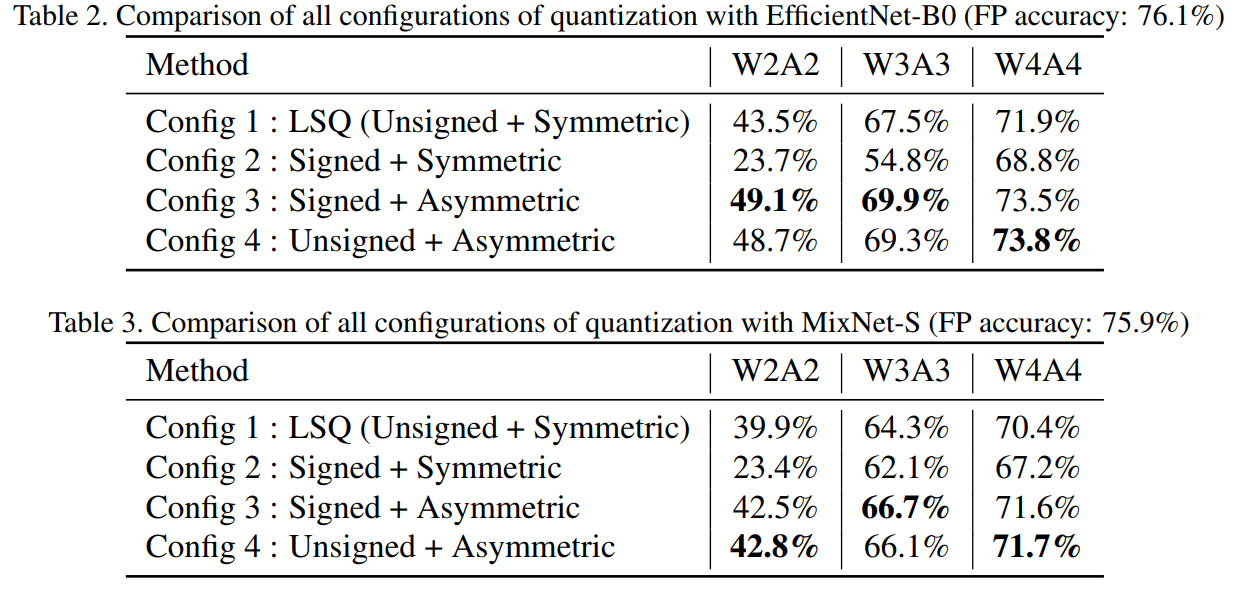 Table 2. Comparison of all configurations of quantization with EfficientNet-B0 (FP accuracy: 76.1%)
Method W2A2 W3A3 W4A4
Config 1 : LSQ (Unsigned + Symmetric) 43.5% 67.5% 71.9%
Config 2 : Signed + Symmetric 23.7% 54.8% 68.8%
Config 3 : Signed + Asymmetric 49.1% 69.9% 73.5%
Config 4 : Unsigned + Asymmetric 48.7% 69.3% 73.8%
Table 3. Comparison of all configurations of quantization with MixNet-S (FP accuracy: 75.9%)
Method W2A2 W3A3 W4A4
Config 1 : LSQ (Unsigned + Symmetric) 39.9% 64.3% 70.4%
Config 2 : Signed + Symmetric 23.4% 62.1% 67.2%
Config 3 : Signed + Asymmetric 42.5% 66.7% 71.6%
Config 4 : Unsigned + Asymmetric 42.8% 66.1% 71.7%